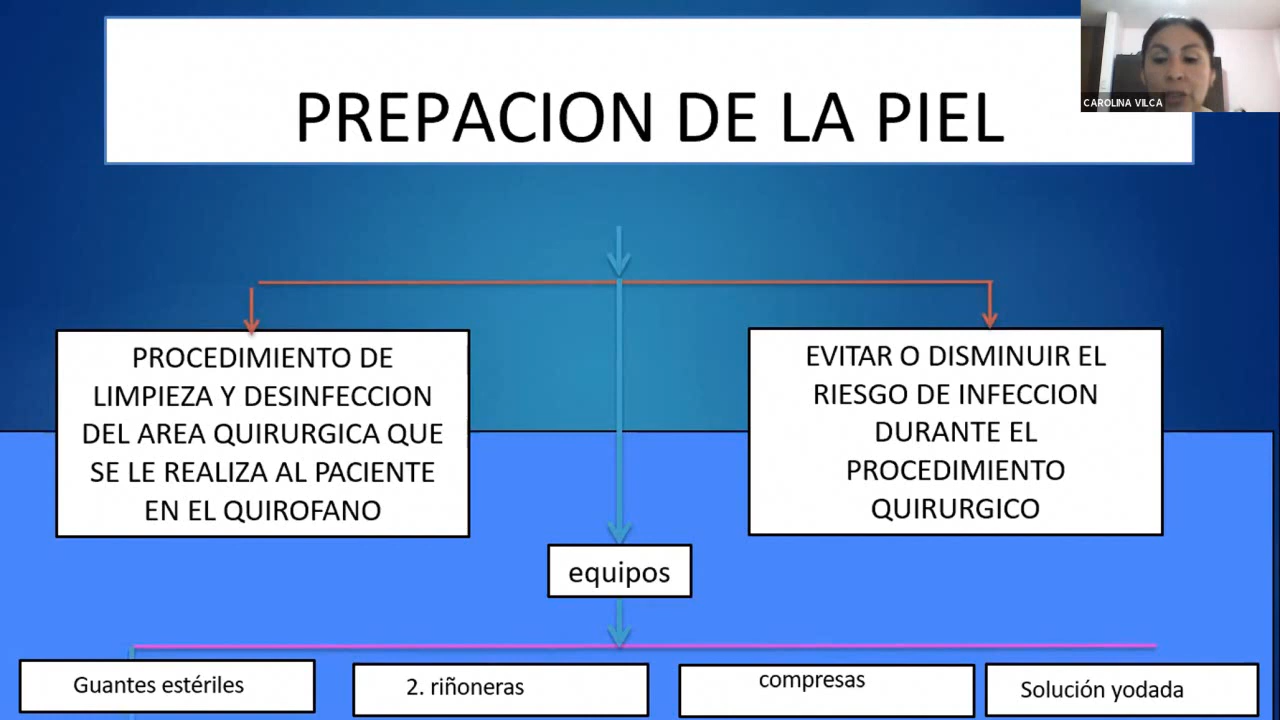 PREPACION DE LA PIEL
CAROLINA VILCA
PROCEDIMIENTO DE
LIMPIEZA Y DESINFECCION
DEL AREA QUIRURGICA QUE
SE LE REALIZA AL PACIENTE
EN EL QUIROFANO
EVITAR O DISMINUIR EL
RIESGO DE INFECCION
DURANTE EL
PROCEDIMIENTO
QUIRURGICO
equipos
Guantes estériles
2. riñoneras
compresas
Solución yodada